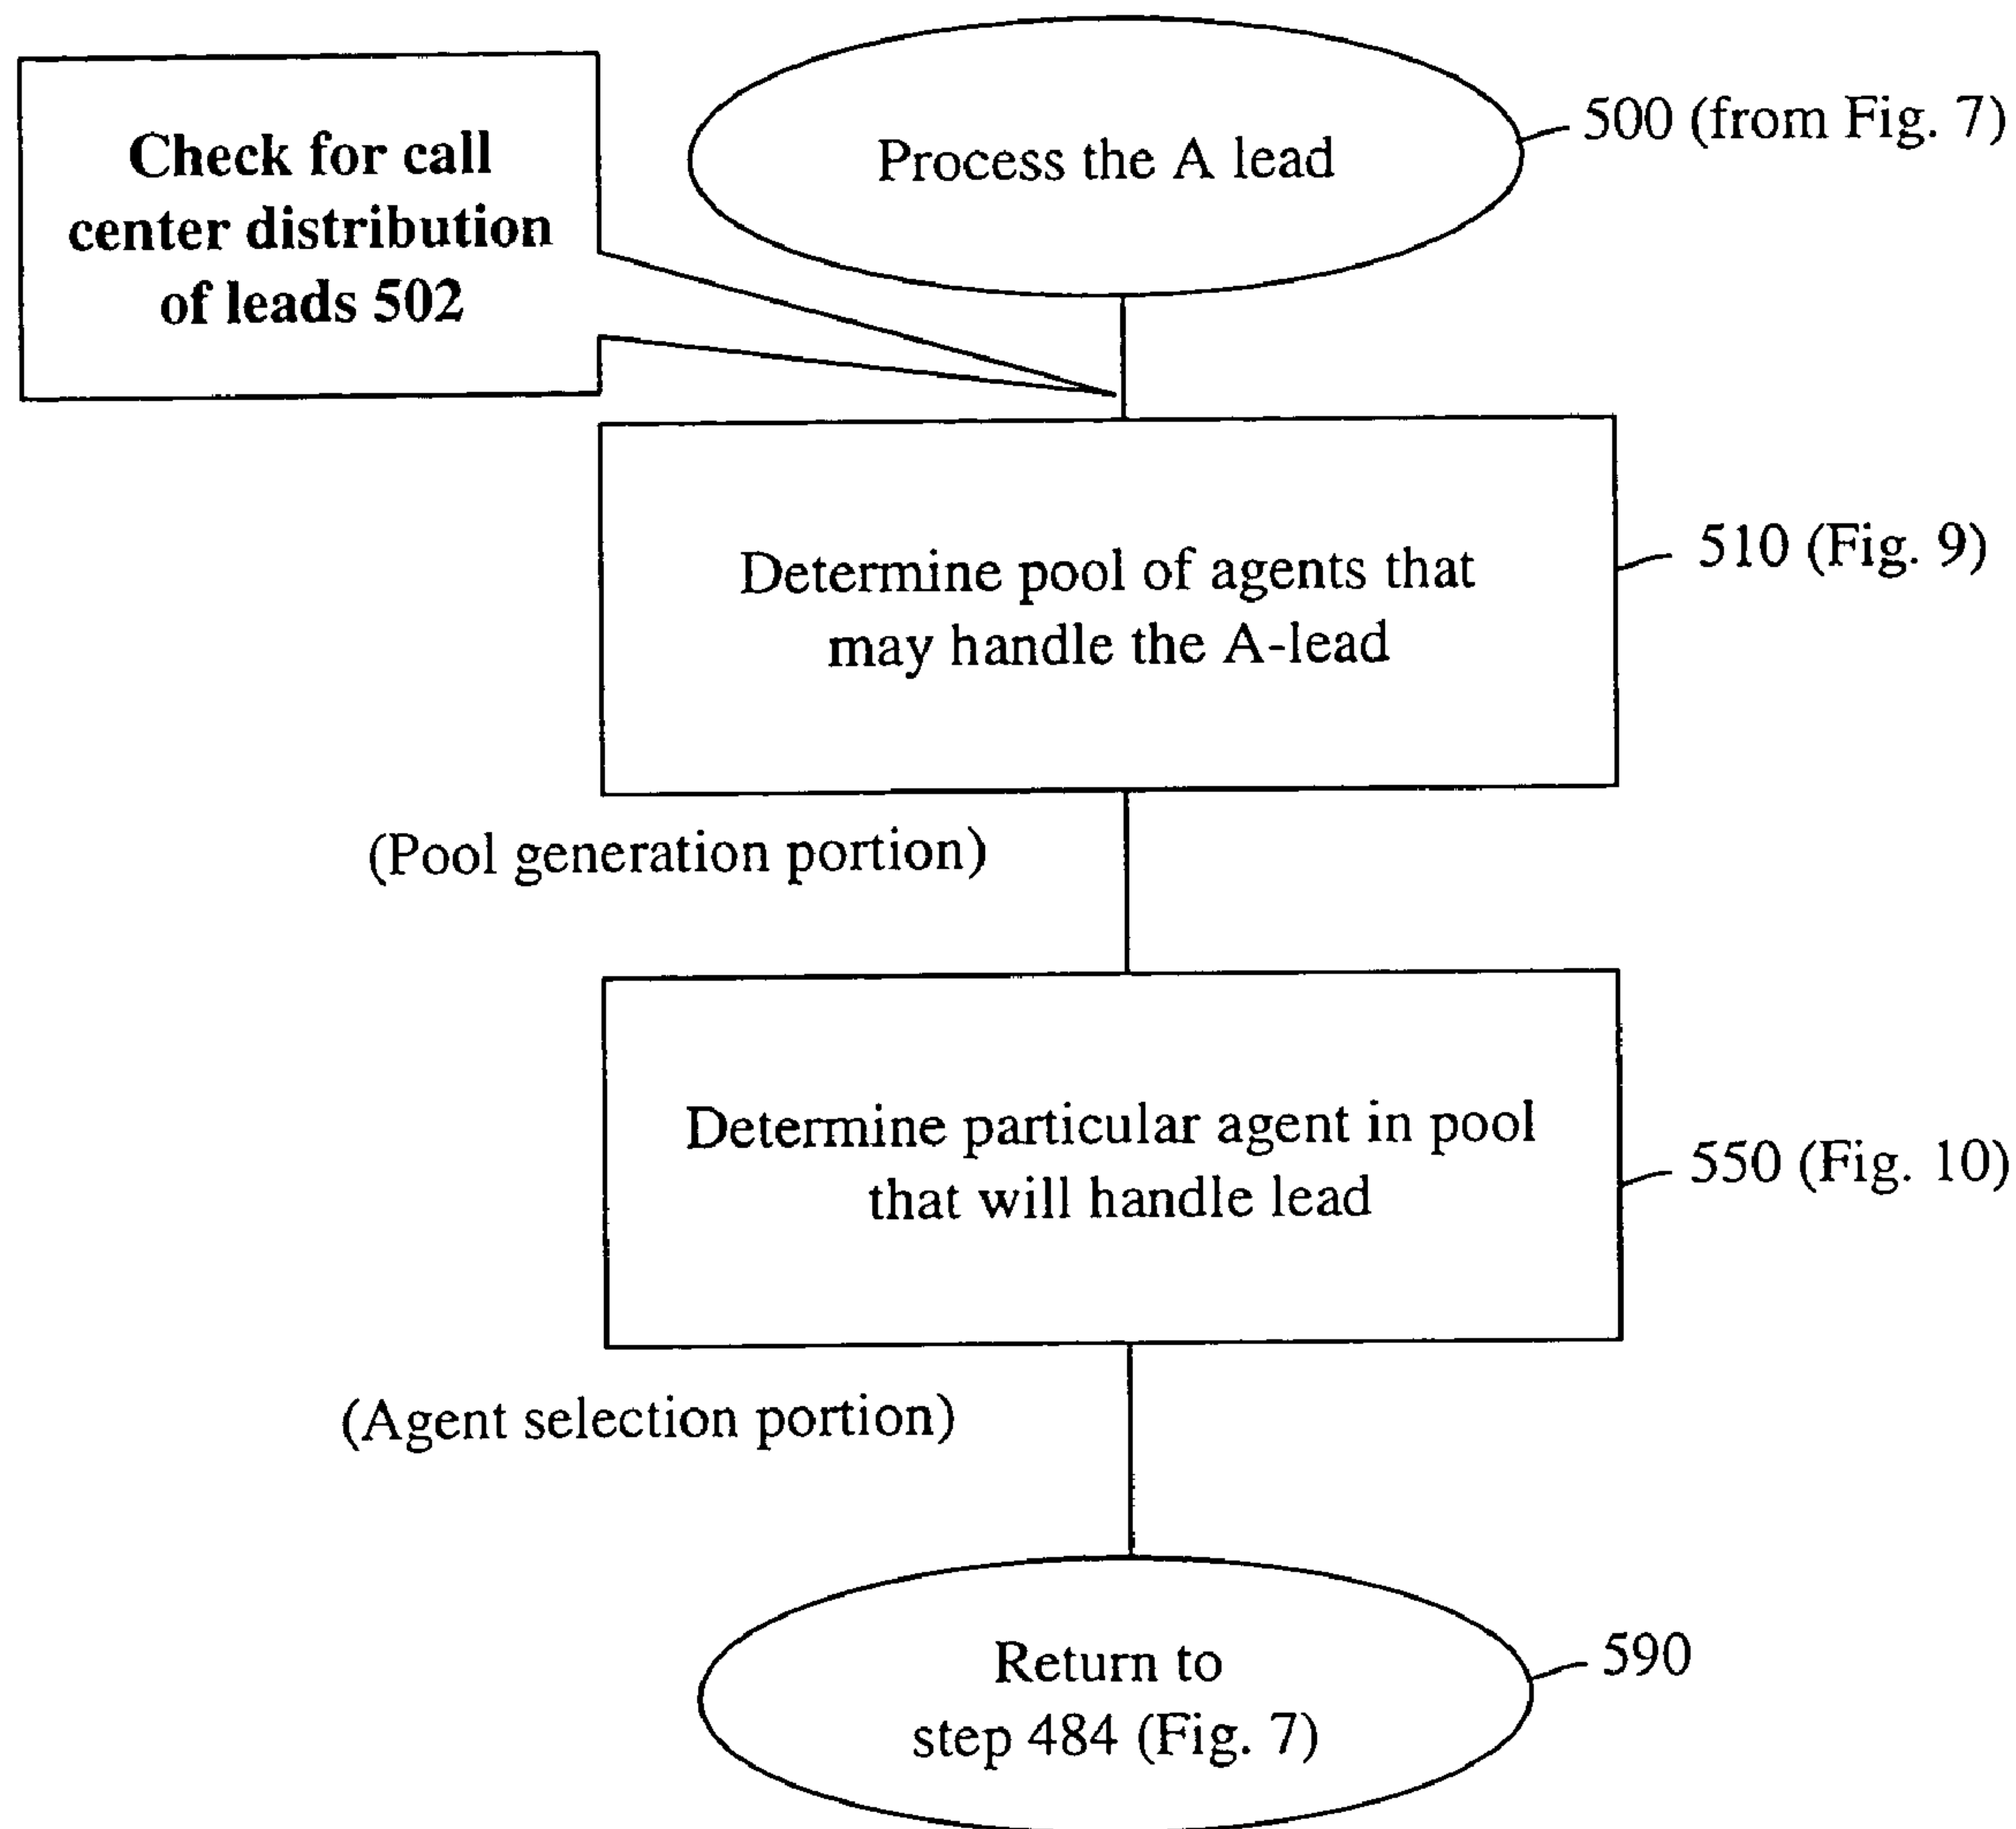 Check for call
center distribution
of leads 502
Process the A lead
500 (from Fig. 7)
Determine pool of agents that
may handle the A-lead
510 (Fig. 9)
(Pool generation portion)
Determine particular agent in pool
that will handle lead
550 (Fig. 10)
(Agent selection portion)
Return to
step 484 (Fig. 7)
590